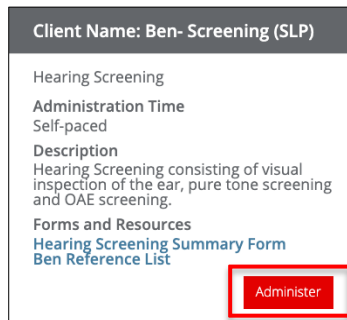 Client Name: Ben- Screening (SLP)
Hearing Screening
Administration Time
Self-paced
Description
Hearing Screening consisting of visual
inspection of the ear, pure tone screening
and OAE screening.
Forms and Resources
Hearing Screening Summary Form
Ben Reference List
Administer